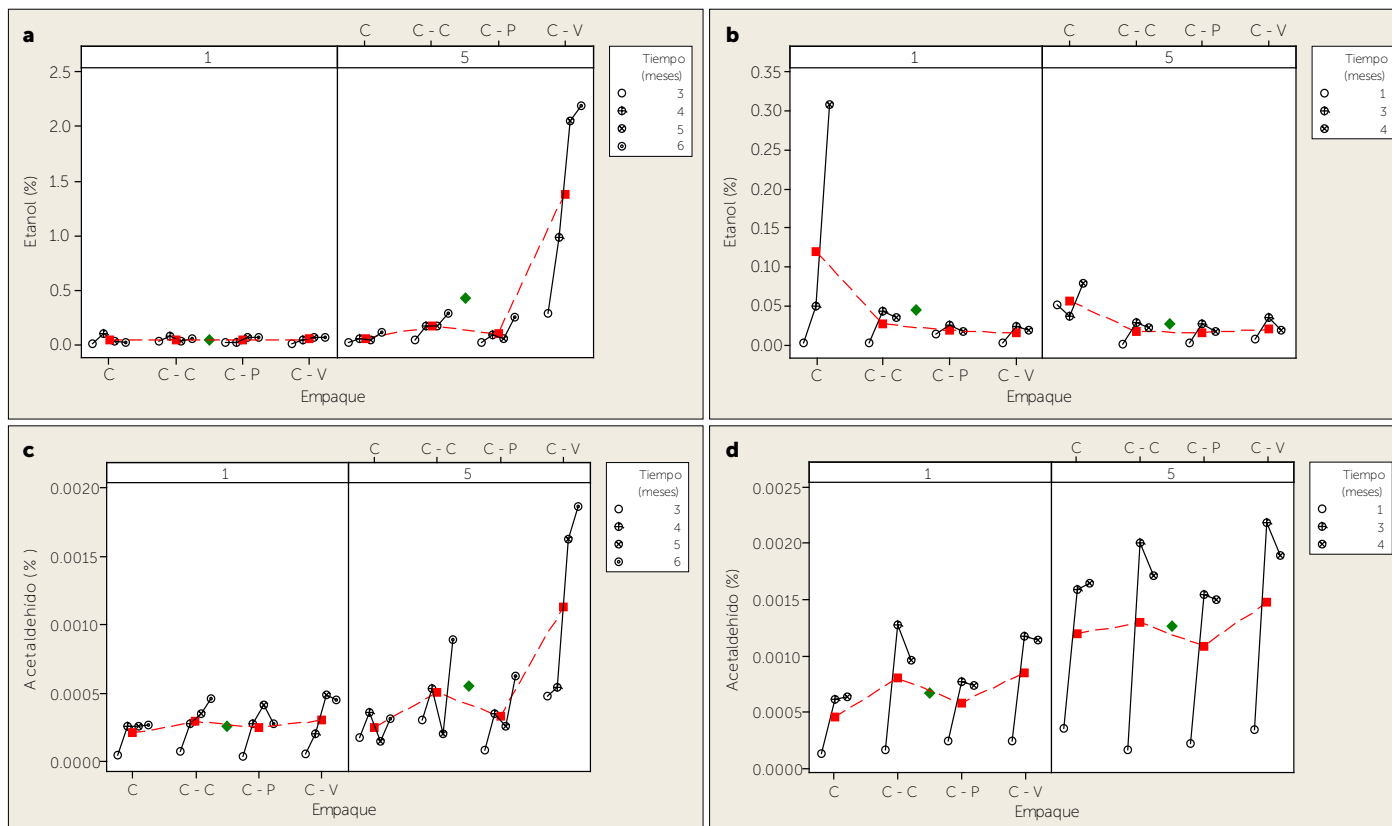 a
C C - C C - P C - V
1 5
2.5
2.0
1.5
1.0
0.5
0.0
Etanol (%)
C C - C C - P C - V
Empaque
Tiempo
(meses)
3
4
5
6
b
C C - C C - P C - V
1 5
0.35
0.30
0.25
0.20
0.15
0.10
0.05
0.00
Etanol (%)
C C - C C - P C - V
Empaque
Tiempo
(meses)
1
3
4
c
C C - C C - P C - V
1 5
0.0020
0.0015
0.0010
0.0005
0.0000
Acetaldehído (% )
C C - C C - P C - V
Empaque
Tiempo
(meses)
3
4
5
6
d
C C - C C - P C - V
1 5
0.0025
0.0020
0.0015
0.0010
0.0005
0.0000
Acetaldehído (%)
C C - C C - P C - V
Empaque
Tiempo
(meses)
1
3
4